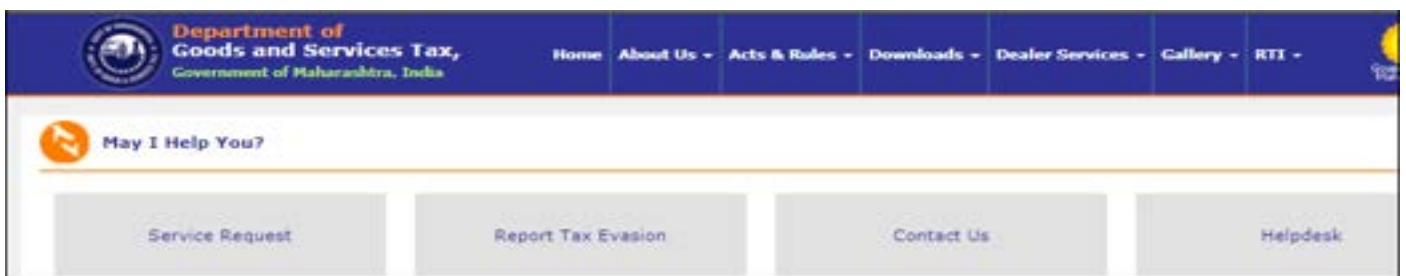 Department of
Goods and Services Tax,
Government of Maharashtra, India
Home About Us - Acts & Rules - Downloads - Dealer Services - Gallery - RTI -
May I Help You?
Service Request Report Tax Evasion Contact Us Helpdesk